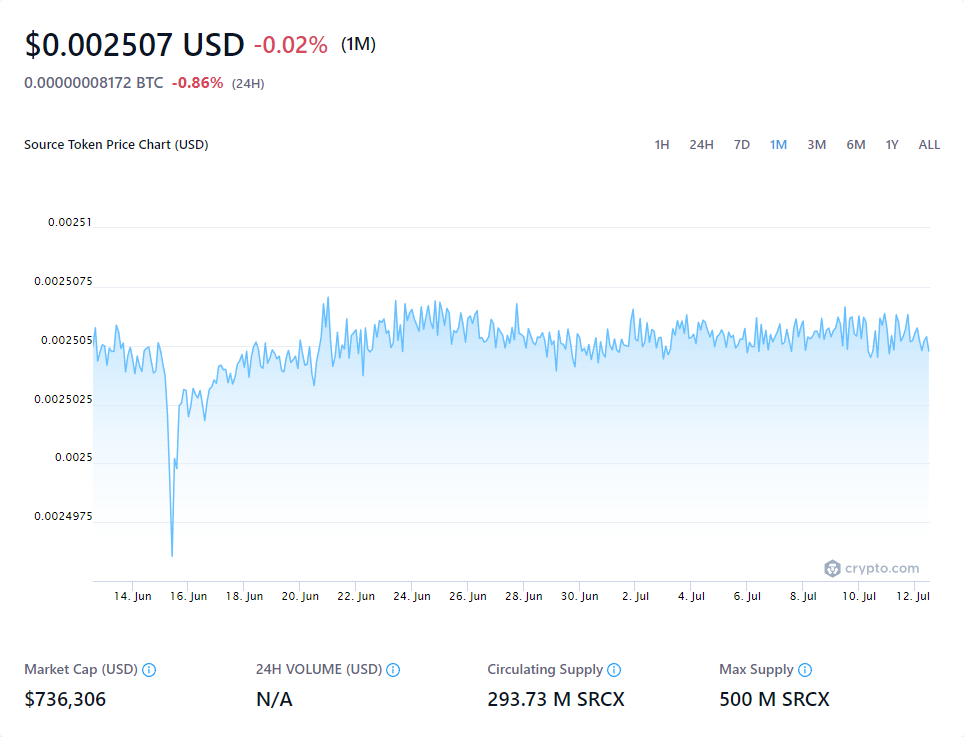 $0.002507 USD -0.02% (1M)
0.00000008172 BTC -0.86% (24H)
Source Token Price Chart (USD) 1H 24H 7D 1M 3M 6M 1Y ALL
0.00251
0.0025075
0.002505
0.0025025
0.0025
0.0024975
crypto.com
14. Jun 16. Jun 18. Jun 20. Jun 22. Jun 24. Jun 26. Jun 28. Jun 30. Jun 2. Jul 4. Jul 6. Jul 8. Jul 10. Jul 12. Jul
Market Cap (USD) 24H VOLUME (USD) Circulating Supply Max Supply
$736,306 N/A 293.73 M SRCX 500 M SRCX